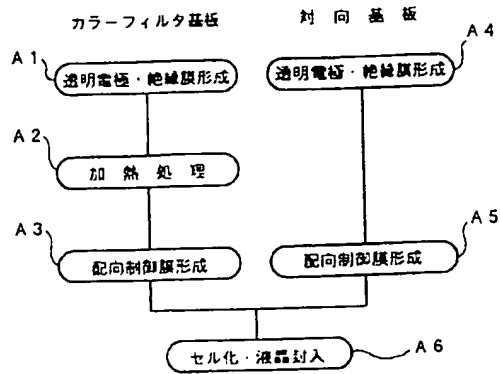 カラーフィルタ基板
対向基板
A1
透明電極・絶縁膜形成
A4
透明電極・絶縁膜形成
A2
加熱処理
A3
配向制御膜形成
A5
配向制御膜形成
A6
セル化・液晶封入